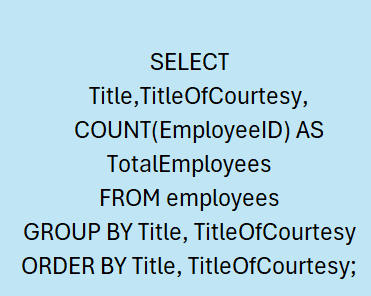 SELECT
Title,TitleOfCourtesy,
COUNT(EmployeeID) AS
TotalEmployees
FROM employees
GROUP BY Title, TitleOfCourtesy
ORDER BY Title, TitleOfCourtesy;